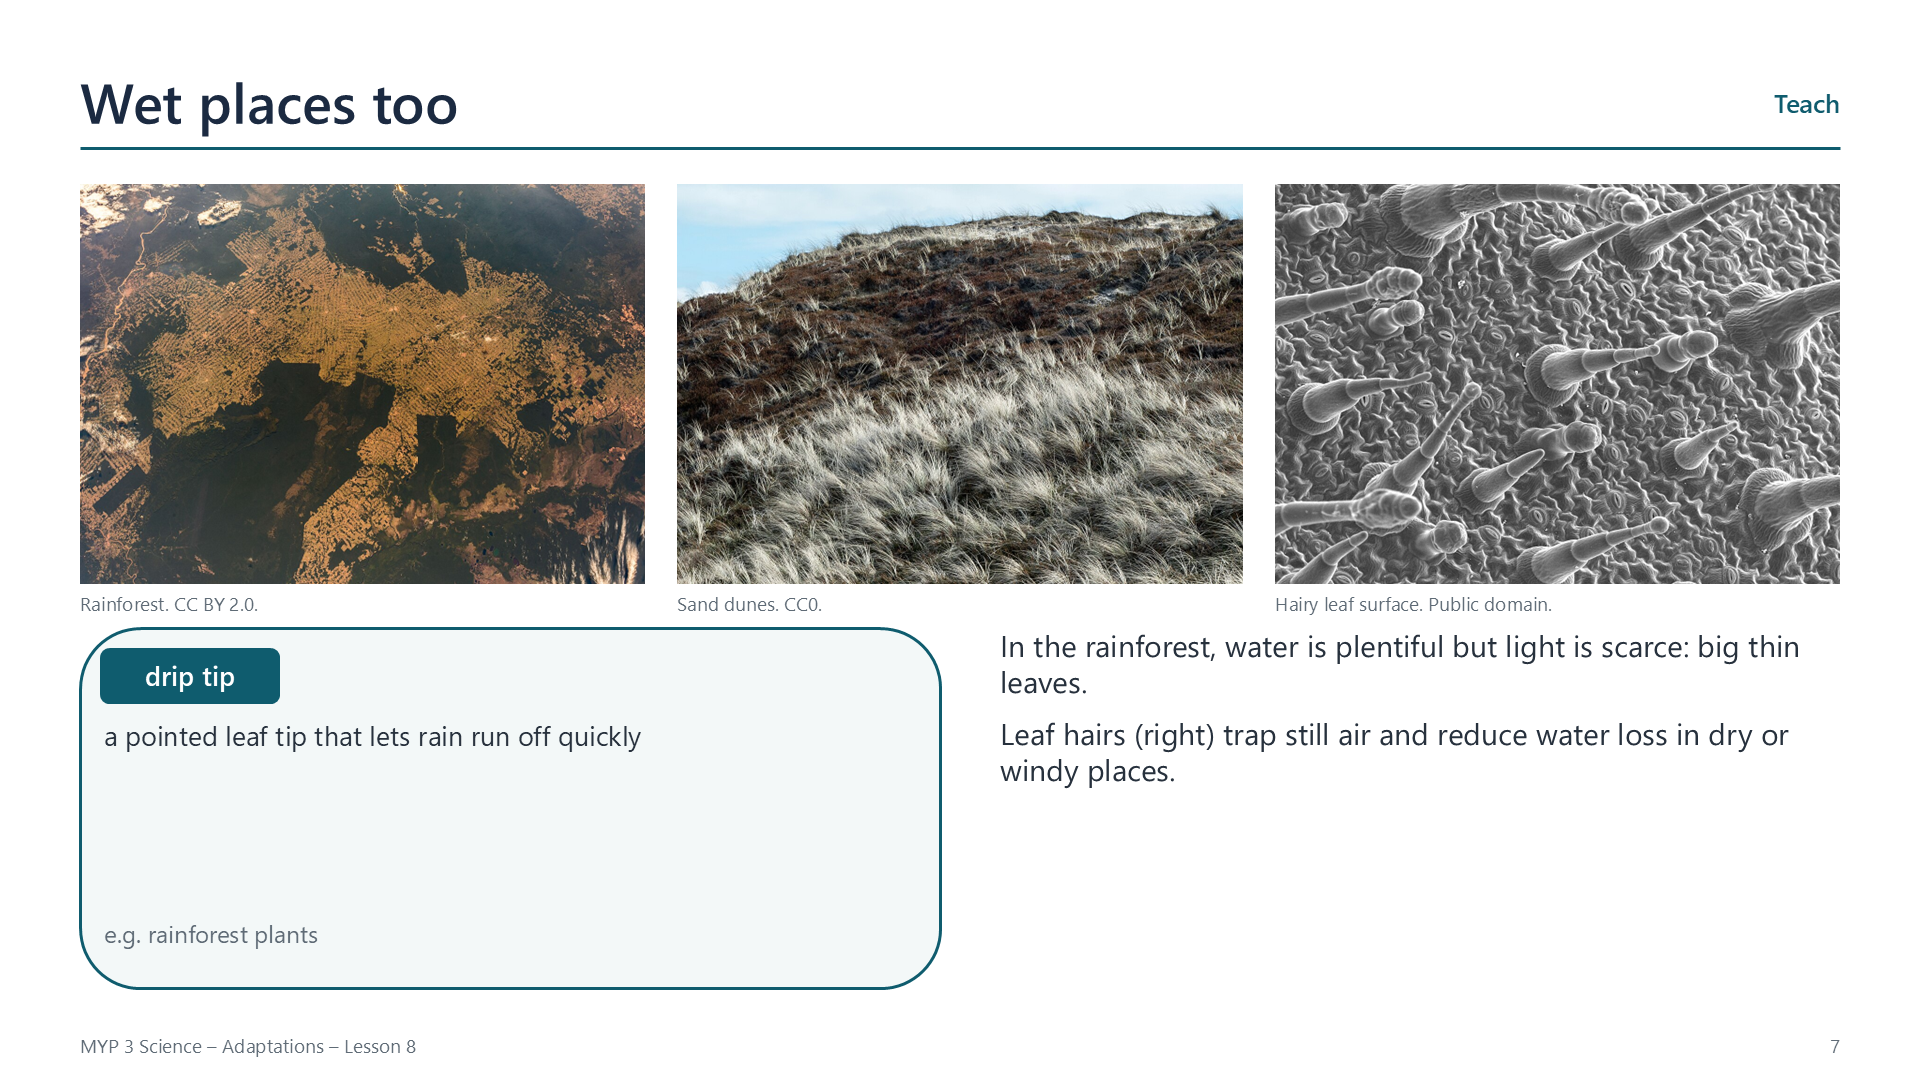 Wet places too
Teach
Rainforest. CC BY 2.0.
Sand dunes. CC0.
Hairy leaf surface. Public domain.
drip tip
a pointed leaf tip that lets rain run off quickly
e.g. rainforest plants
In the rainforest, water is plentiful but light is scarce: big thin
leaves.
Leaf hairs (right) trap still air and reduce water loss in dry or
windy places.
MYP 3 Science – Adaptations – Lesson 8
7